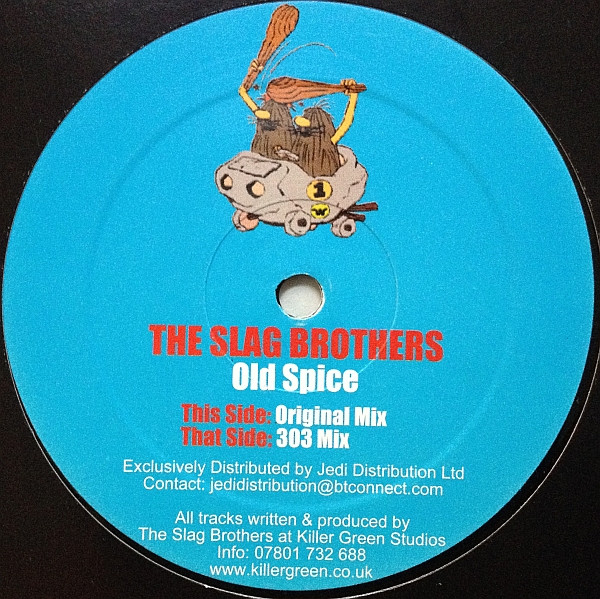 1
W
THE SLAG BROTHERS
Old Spice
This Side: Original Mix
That Side: 303 Mix
Exclusively Distributed by Jedi Distribution Ltd
Contact: jedidistribution@btconnect.com
All tracks written & produced by
The Slag Brothers at Killer Green Studios
Info: 07801 732 688
www.killergreen.co.uk